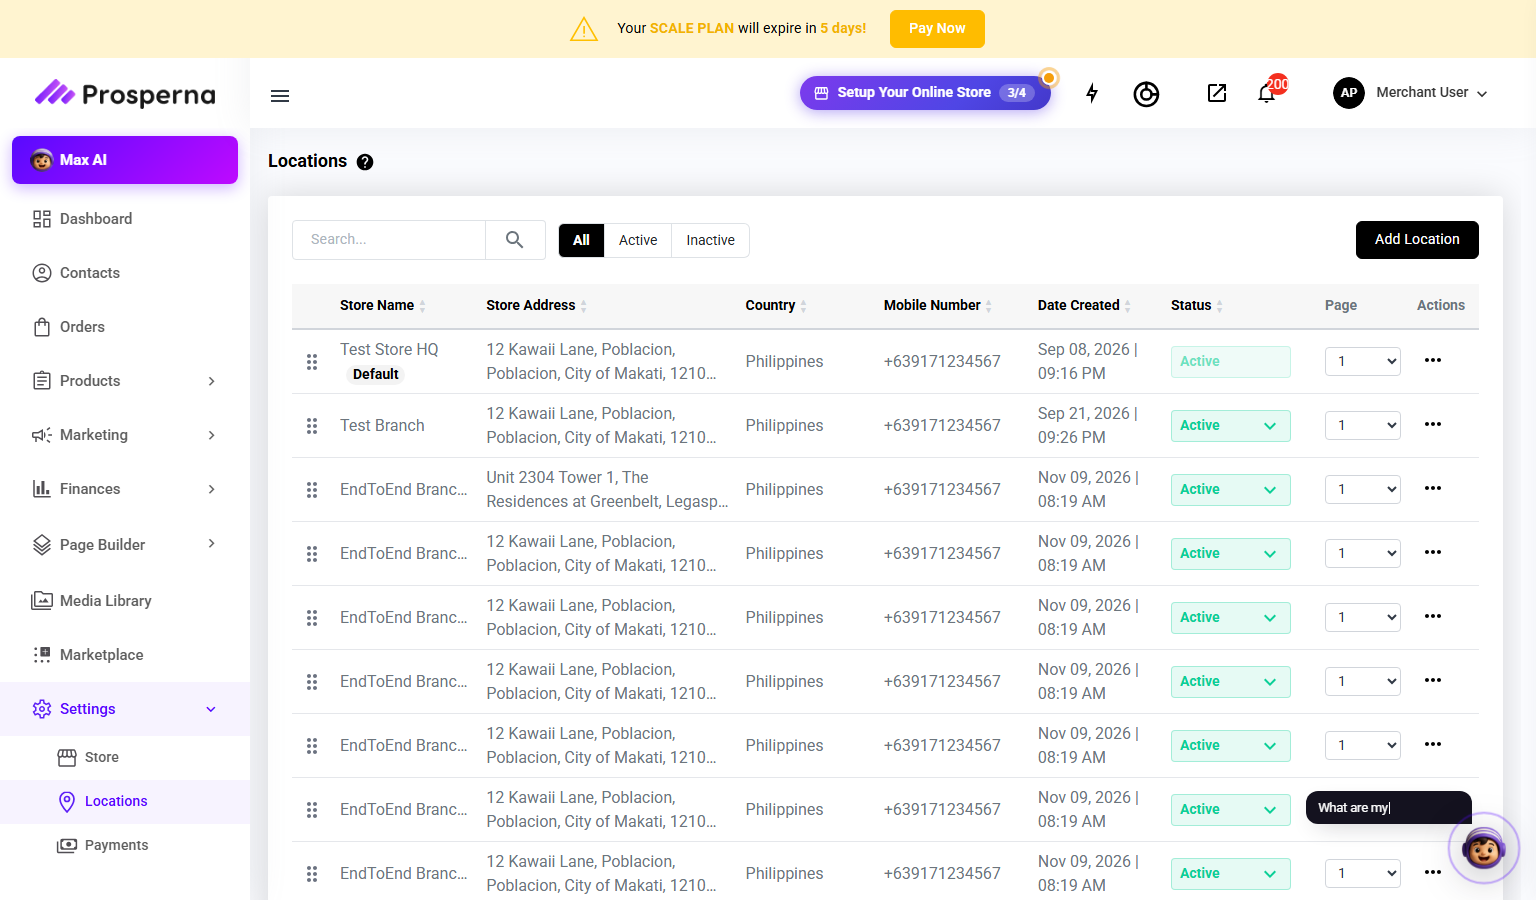 Your SCALE PLAN will expire in 5 days!
Pay Now
Prosperna
Setup Your Online Store 3/4
200
AP
Merchant User
Max AI
Dashboard
Contacts
Orders
Products
Marketing
Finances
Page Builder
Media Library
Marketplace
Settings
Store
Locations
Payments
Locations
Search...
All
Active
Inactive
Add Location
Store Name Store Address Country Mobile Number Date Created Status Page Actions
Test Store HQ
Default
12 Kawaii Lane, Poblacion,
Poblacion, City of Makati, 1210...
Philippines
+639171234567
Sep 08, 2026 |
09:16 PM
Active
1
Test Branch
12 Kawaii Lane, Poblacion,
Poblacion, City of Makati, 1210...
Philippines
+639171234567
Sep 21, 2026 |
09:26 PM
Active
1
EndToEnd Branc...
Unit 2304 Tower 1, The
Residences at Greenbelt, Legasp...
Philippines
+639171234567
Nov 09, 2026 |
08:19 AM
Active
1
EndToEnd Branc...
12 Kawaii Lane, Poblacion,
Poblacion, City of Makati, 1210...
Philippines
+639171234567
Nov 09, 2026 |
08:19 AM
Active
1
EndToEnd Branc...
12 Kawaii Lane, Poblacion,
Poblacion, City of Makati, 1210...
Philippines
+639171234567
Nov 09, 2026 |
08:19 AM
Active
1
EndToEnd Branc...
12 Kawaii Lane, Poblacion,
Poblacion, City of Makati, 1210...
Philippines
+639171234567
Nov 09, 2026 |
08:19 AM
Active
1
EndToEnd Branc...
12 Kawaii Lane, Poblacion,
Poblacion, City of Makati, 1210...
Philippines
+639171234567
Nov 09, 2026 |
08:19 AM
Active
1
EndToEnd Branc...
12 Kawaii Lane, Poblacion,
Poblacion, City of Makati, 1210...
Philippines
+639171234567
Nov 09, 2026 |
08:19 AM
Active
What are my
EndToEnd Branc...
12 Kawaii Lane, Poblacion,
Poblacion, City of Makati, 1210...
Philippines
+639171234567
Nov 09, 2026 |
08:19 AM
Active
1